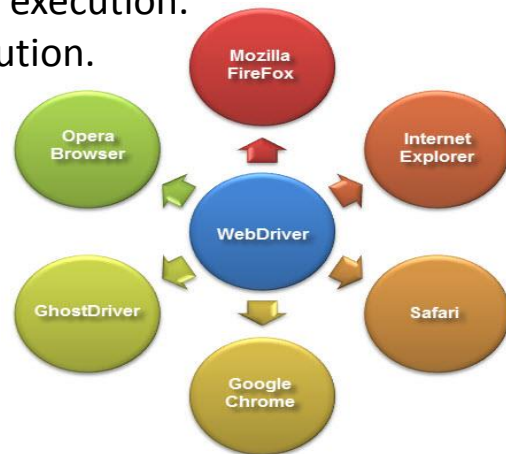 execution.
ution.
Mozilla
FireFox
Opera
Browser
Internet
Explorer
WebDriver
GhostDriver
Safari
Google
Chrome